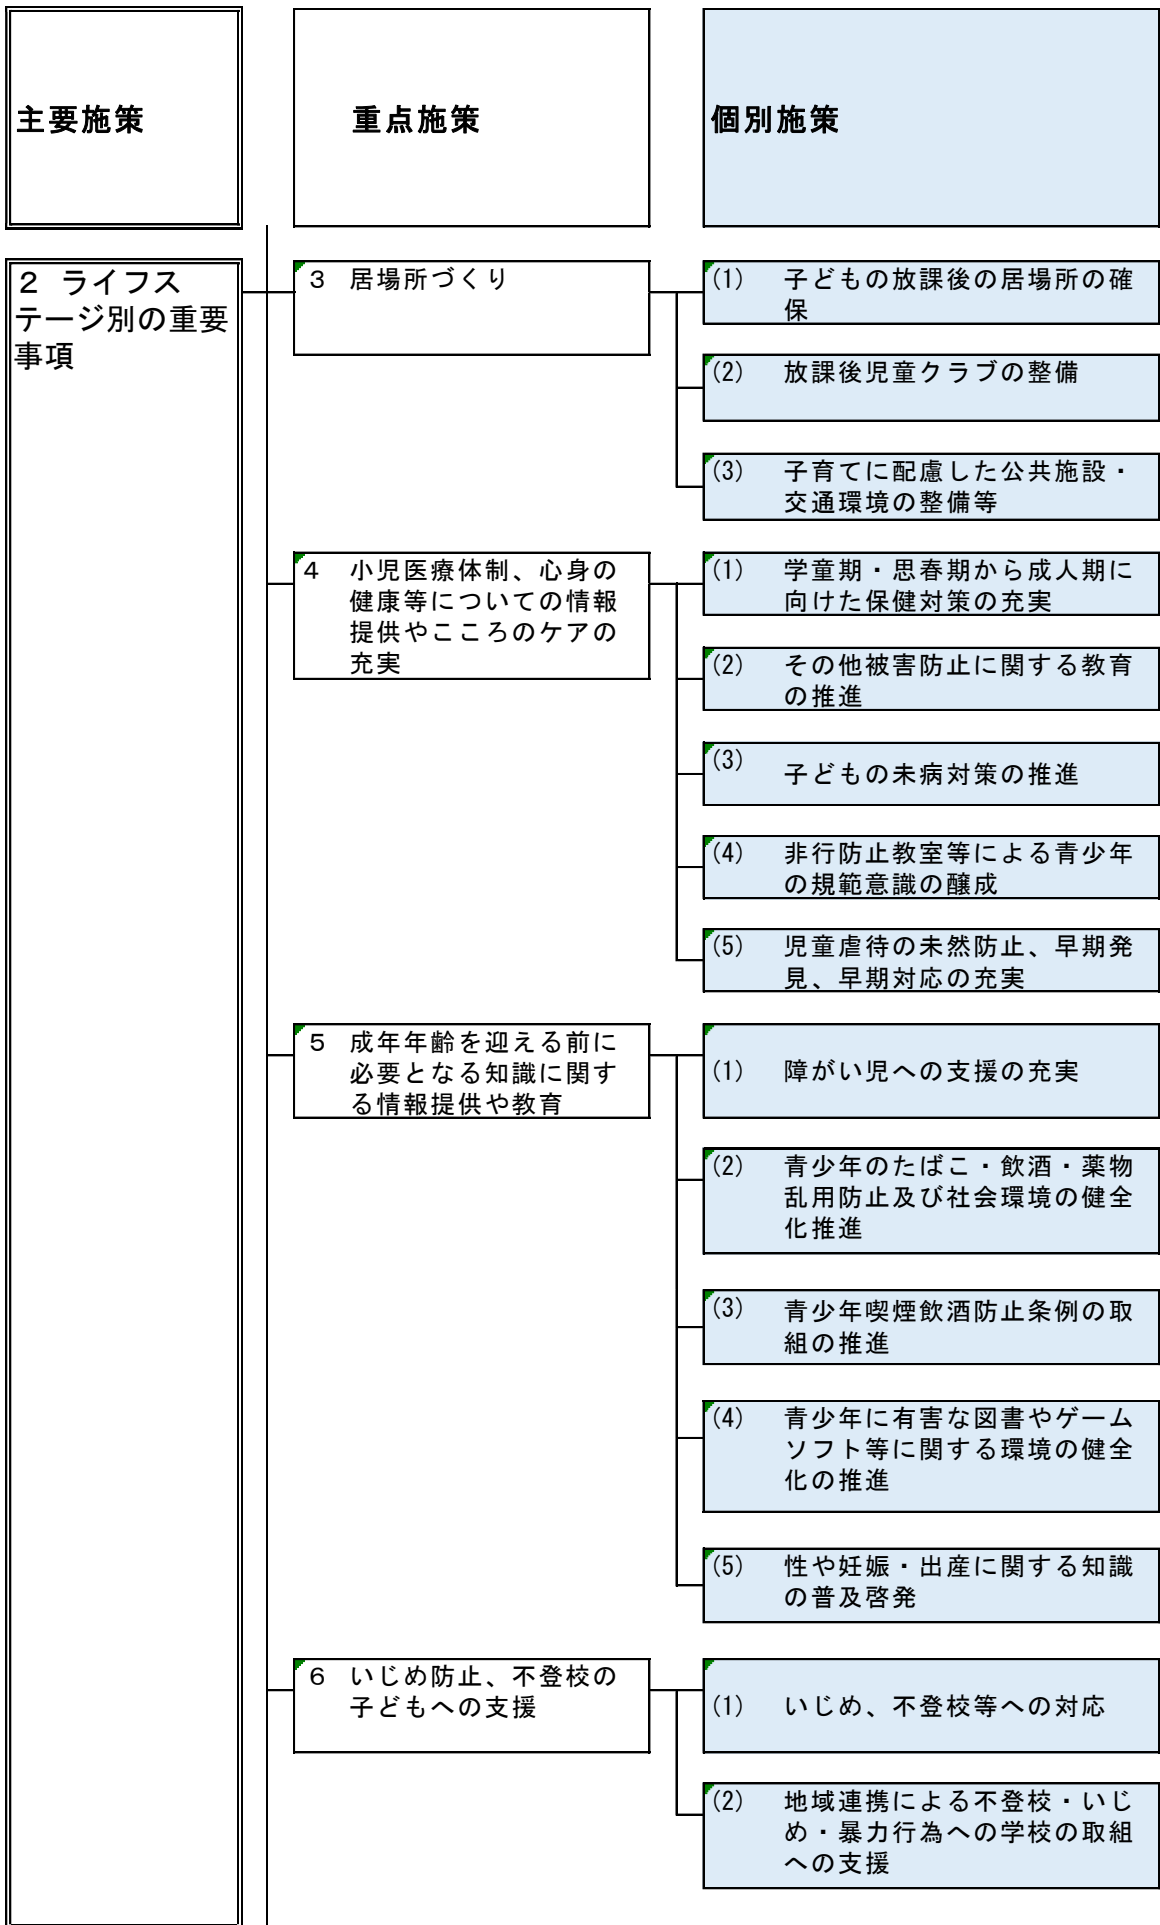 主要施策
重点施策
個別施策
２ ライフス
テージ別の重要
事項
３ 居場所づくり
(1) 子どもの放課後の居場所の確
保
(2) 放課後児童クラブの整備
(3) 子育てに配慮した公共施設・
交通環境の整備等
４ 小児医療体制、心身の
健康等についての情報
提供やこころのケアの
充実
(1) 学童期・思春期から成人期に
向けた保健対策の充実
(2) その他被害防止に関する教育
の推進
(3) 子どもの未病対策の推進
(4) 非行防止教室等による青少年
の規範意識の醸成
(5) 児童虐待の未然防止、早期発
見、早期対応の充実
５ 成年年齢を迎える前に
必要となる知識に関す
る情報提供や教育
(1) 障がい児への支援の充実
(2) 青少年のたばこ・飲酒・薬物
乱用防止及び社会環境の健全
化推進
(3) 青少年喫煙飲酒防止条例の取
組の推進
(4) 青少年に有害な図書やゲーム
ソフト等に関する環境の健全
化の推進
(5) 性や妊娠・出産に関する知識
の普及啓発
６ いじめ防止、不登校の
子どもへの支援
(1) いじめ、不登校等への対応
(2) 地域連携による不登校・いじ
め・暴力行為への学校の取組
への支援